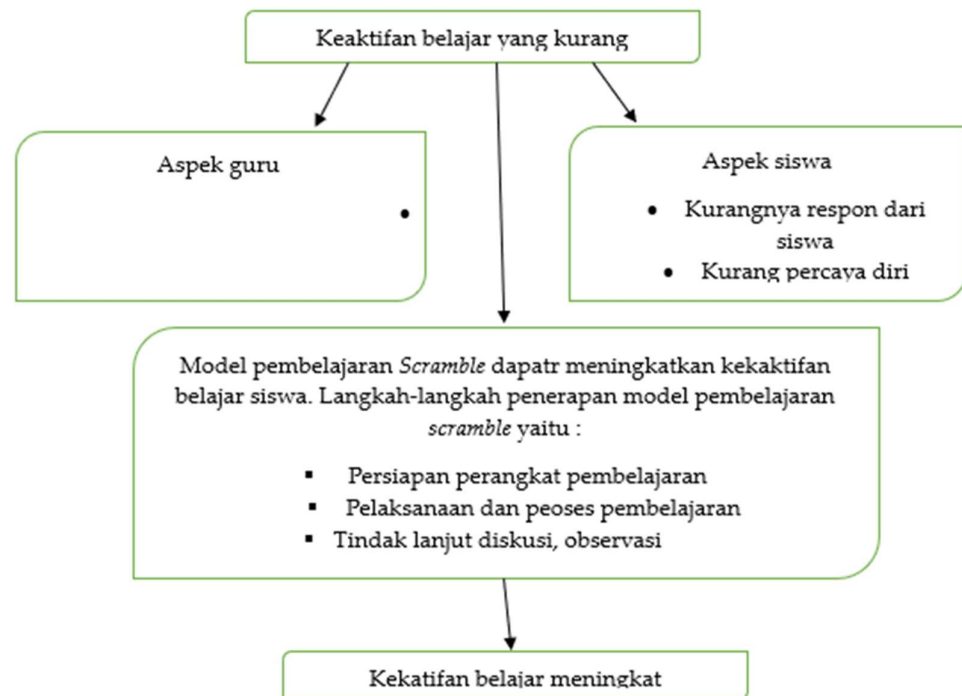 Keaktifan belajar yang kurang
Aspek guru
•
Aspek siswa
• Kurangnya respon dari
siswa
• Kurang percaya diri
Model pembelajaran Scramble dapatr meningkatkan kekaktifan
belajar siswa. Langkah-langkah penerapan model pembelajaran
scramble yaitu :
▪ Persiapan perangkat pembelajaran
▪ Pelaksanaan dan peoses pembelajaran
▪ Tindak lanjut diskusi, observasi
Kekatifan belajar meningkat